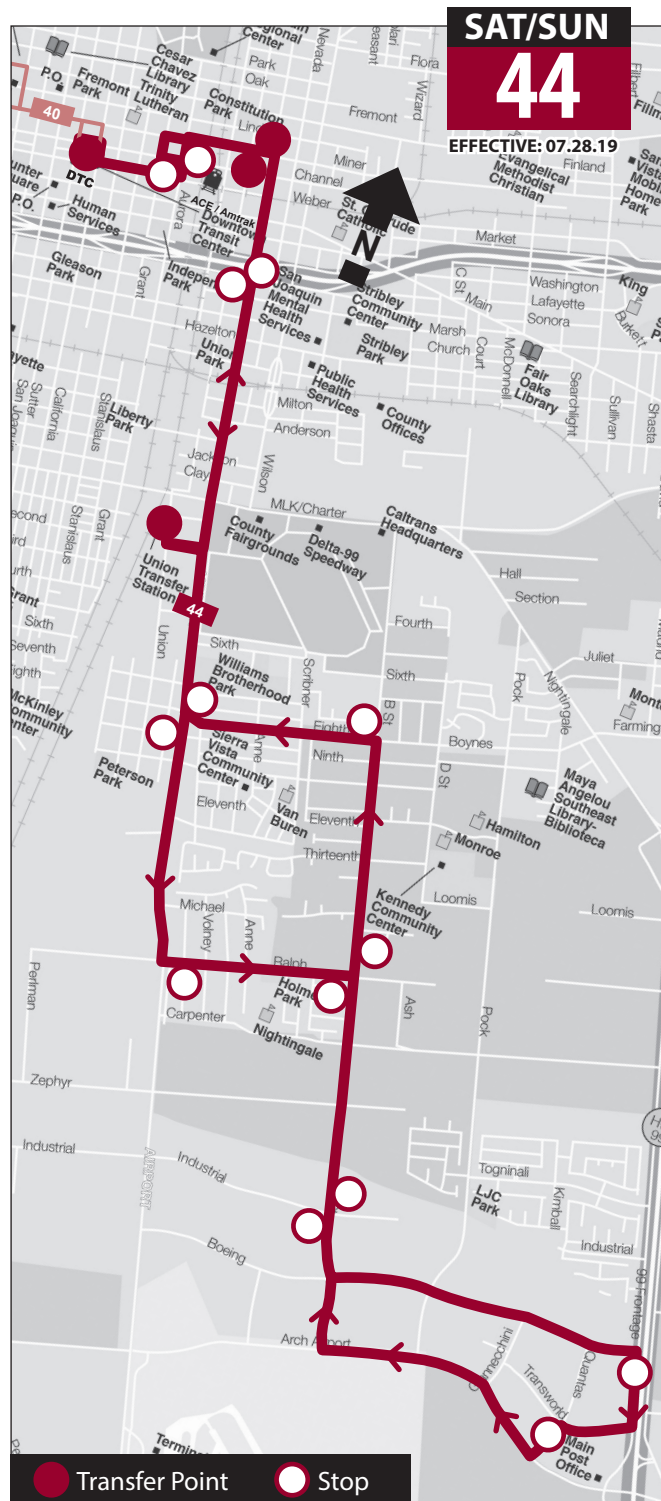 SAT/SUN
44
EFFECTIVE: 07.28.19
Center
Nevada
Flora
Cesar
Chavez
Library
Trinity
Lutheran
P.O.
Fremont
Park
Park
Oak
Constitution
Park
Fremont
Wizard
40
Miner
Channel
Weber
Evangelical
Methodist
Christian
Finland
DTC
Human
Services
P.O.
Aurora
ACE / Amtrak
Downtown
Transit
Center
Catholic
N
Market
Gleason
Park
Grant
San
Joaquin
Mental
Health
Services
Stribley
Community
Center
C St
Main
Washington
Lafayette
Sonora
King
Burkett
Hazelton
Union
Park
Stribley
Park
Marsh
Church
Court
McDonnell
Fair
Oaks
Library
Searchlight
Sullivan
Shasta
Public
Health
Services
County
Offices
Sutter
California
Stanislaus
Liberty
Park
Milton
Anderson
Jackson
Clay
Wilson
MLK/Charter
County
Fairgrounds
Delta-99
Speedway
Caltrans
Headquarters
Stanislaus
Grant
Union
Transfer
Station
44
Hall
Section
Sixth
Union
Sixth
Fourth
Sixth
Williams
Brotherhood
Park
Scribner
B St
Pock
Nightingale
Juliet
Farming
Peterson
Park
Sierra
Vista
Community
Center
Anne
Eighth
Ninth
Boynes
D St
Eleventh
Van
Buren
Eleventh
Thirteenth
Hamilton
Monroe
Maya
Angelou
Southeast
Library-
Biblioteca
Kennedy
Community
Center
Loomis
Loomis
Michael
Volney
Anne
Ralph
Perlman
Carpenter
Park
Nightingale
Ash
Pock
Zephyr
Industrial
AIRPORT
Industrial
Togninali
LJC
Park
Kimball
Industrial
Boeing
99 Frontage
Arch Airport
Transworld
Quantas
Main
Post
Office
Transfer Point
Stop